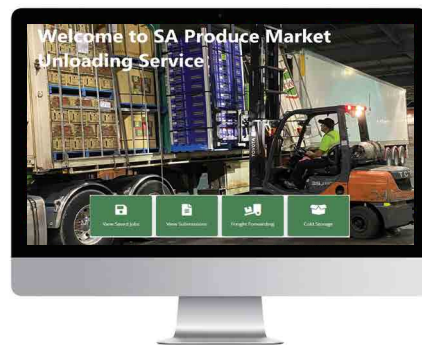 Welcome to SA Produce Market
Unloading Service
View Saved Jobs
View Submissions
Freight Forwarding
Cold Storage